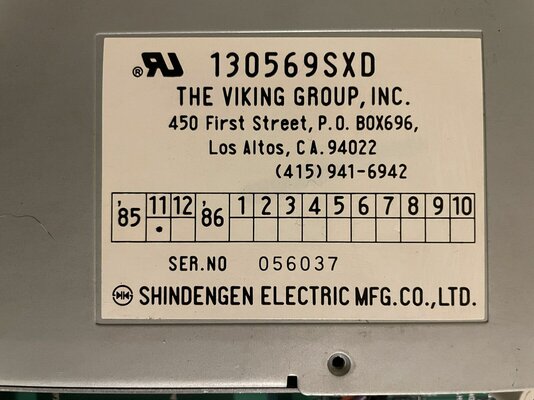 ® RU 130569SXD
THE VIKING GROUP, INC.
450 First Street, P.O. BOX696,
Los Altos, CA. 94022
(415) 941-6942
'85 11 12 '86 1 2 3 4 5 6 7 8 9 10
SER.NO 056037
SHINDENGEN ELECTRIC MFG.CO.,LTD.